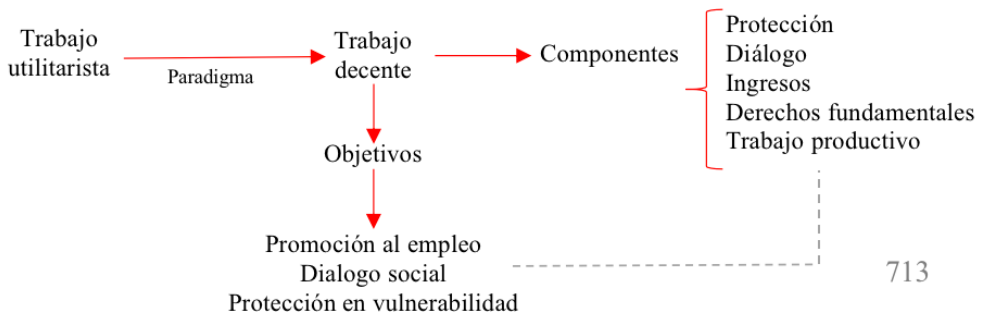 Trabajo
utilitarista
Paradigma
Trabajo
decente
Componentes
Protección
Diálogo
Ingresos
Derechos fundamentales
Trabajo productivo
Objetivos
Promoción al empleo
Dialogo social
Protección en vulnerabilidad
713